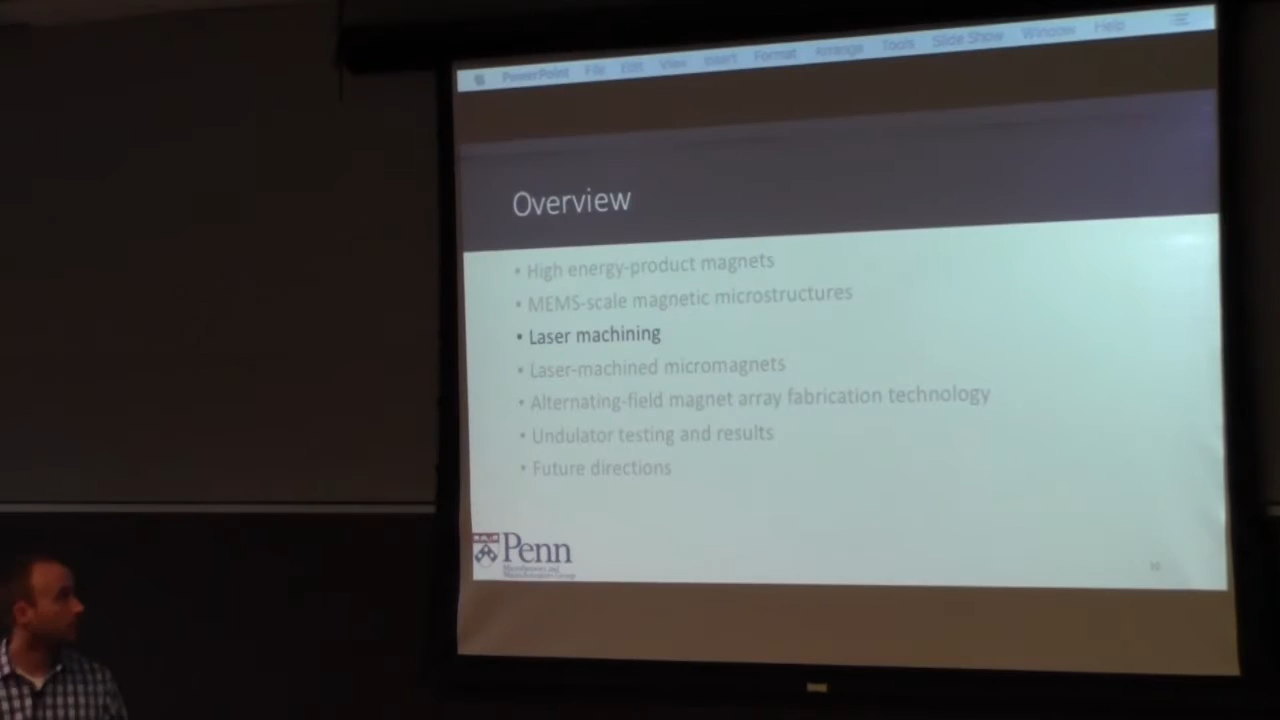 PowerPoint File Edit View Insert Format Arrange Tools Slide Show Window Help
Overview
• High energy-product magnets
• MEMS-scale magnetic microstructures
• Laser machining
• Laser-machined micromagnets
• Alternating-field magnet array fabrication technology
• Undulator testing and results
• Future directions
Penn